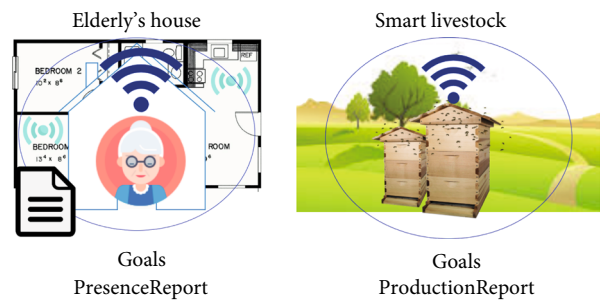 Elderly's house
Smart livestock
REF
BEDROOM 2
BEDROOM
ROOM
Goals
PresenceReport
Goals
ProductionReport